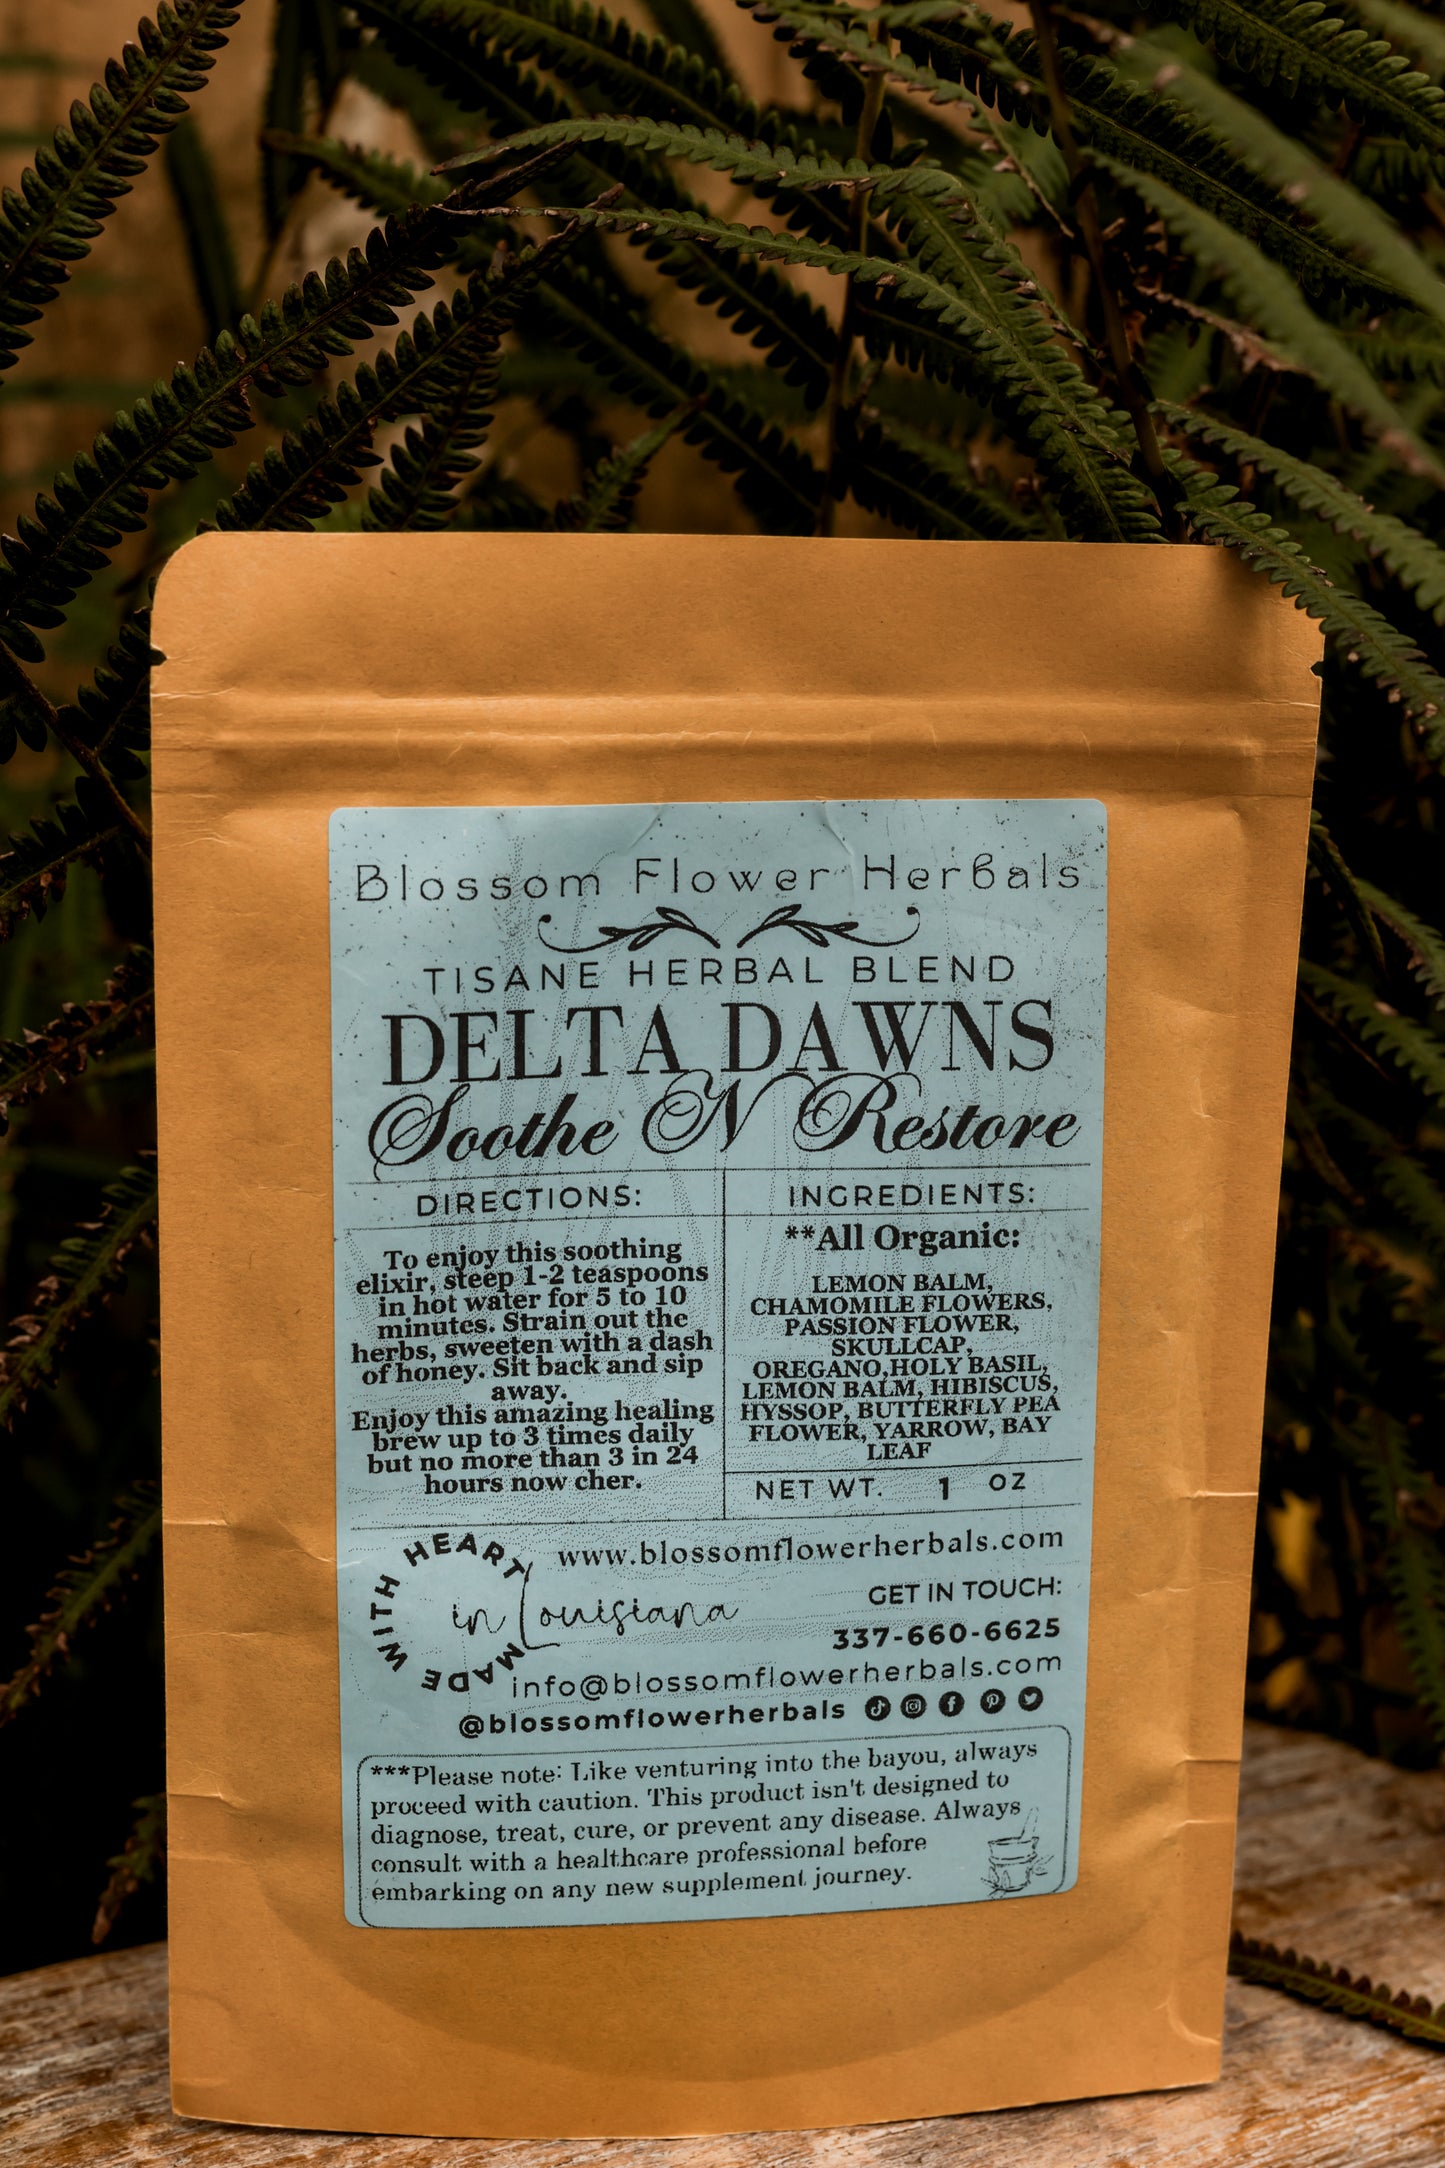 Blossom Flower Herbals
TISANE HERBAL BLEND
DELTA DAWNS
Soothe N Restore
DIRECTIONS:
To enjoy this soothing
elixir, steep 1-2 teaspoons
in hot water for 5 to 10
minutes. Strain out the
herbs, sweeten with a dash
of honey. Sit back and sip
away.
Enjoy this amazing healing
brew up to 3 times daily
but no more than 3 in 24
hours now cher.
INGREDIENTS:
**All Organic:
LEMON BALM,
CHAMOMILE FLOWERS,
PASSION FLOWER,
SKULLCAP,
OREGANO,HOLY BASIL,
LEMON BALM, HIBISCUS,
HYSSOP, BUTTERFLY PEA
FLOWER, YARROW, BAY
LEAF
NET WT. 1 OZ
MADE WITH HEART
in Louisiana
www.blossomflowerherbals.com
GET IN TOUCH:
337-660-6625
info@blossomflowerherbals.com
@blossomflowerherbals
***Please note: Like venturing into the bayou, always
proceed with caution. This product isn't designed to
diagnose, treat, cure, or prevent any disease. Always
consult with a healthcare professional before
embarking on any new supplement journey.